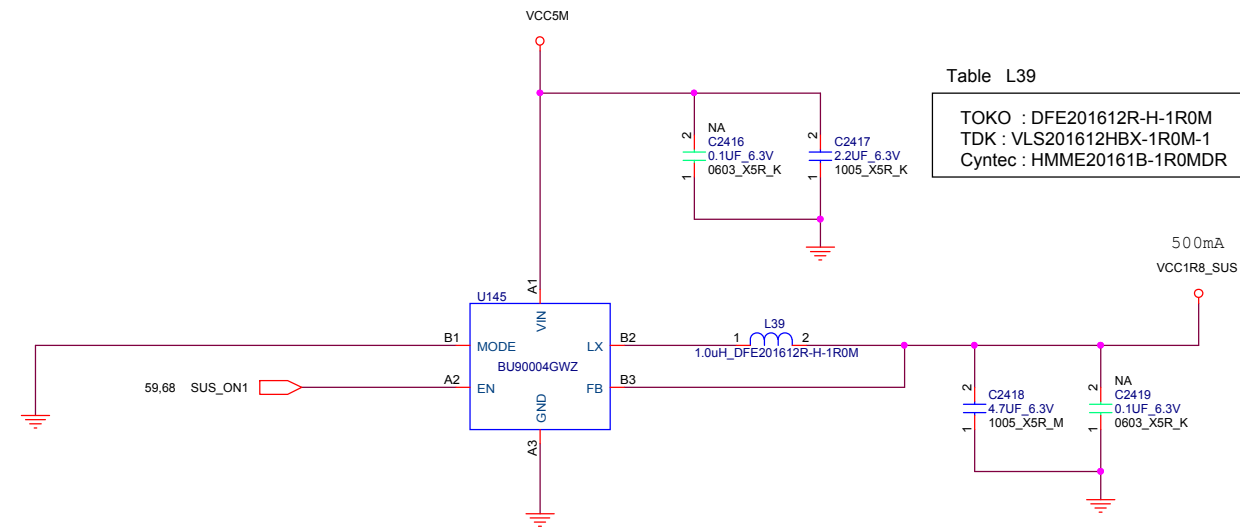 VCC5M
Table L39
TOKO : DFE201612R-H-1R0M
TDK : VLS201612HBX-1R0M-1
Cyntec : HMME20161B-1R0MDR
2
NA
C2416
0.1UF_6.3V
0603_X5R_K
1
2
C2417
2.2UF_6.3V
1005_X5R_K
1
500mA
VCC1R8_SUS
U145
A1
VIN
B1
MODE
LX
B2
BU90004GWZ
59,68 SUS_ON1
A2
EN
FB
B3
GND
A3
L39
1
2
1.0uH_DFE201612R-H-1R0M
2
C2418
4.7UF_6.3V
1005_X5R_M
1
2
NA
C2419
0.1UF_6.3V
0603_X5R_K
1